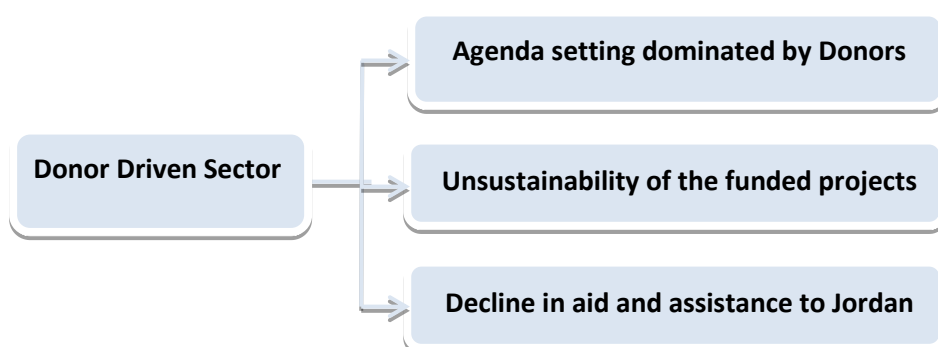 Agenda setting dominated by Donors
Donor Driven Sector
Unsustainability of the funded projects
Decline in aid and assistance to Jordan